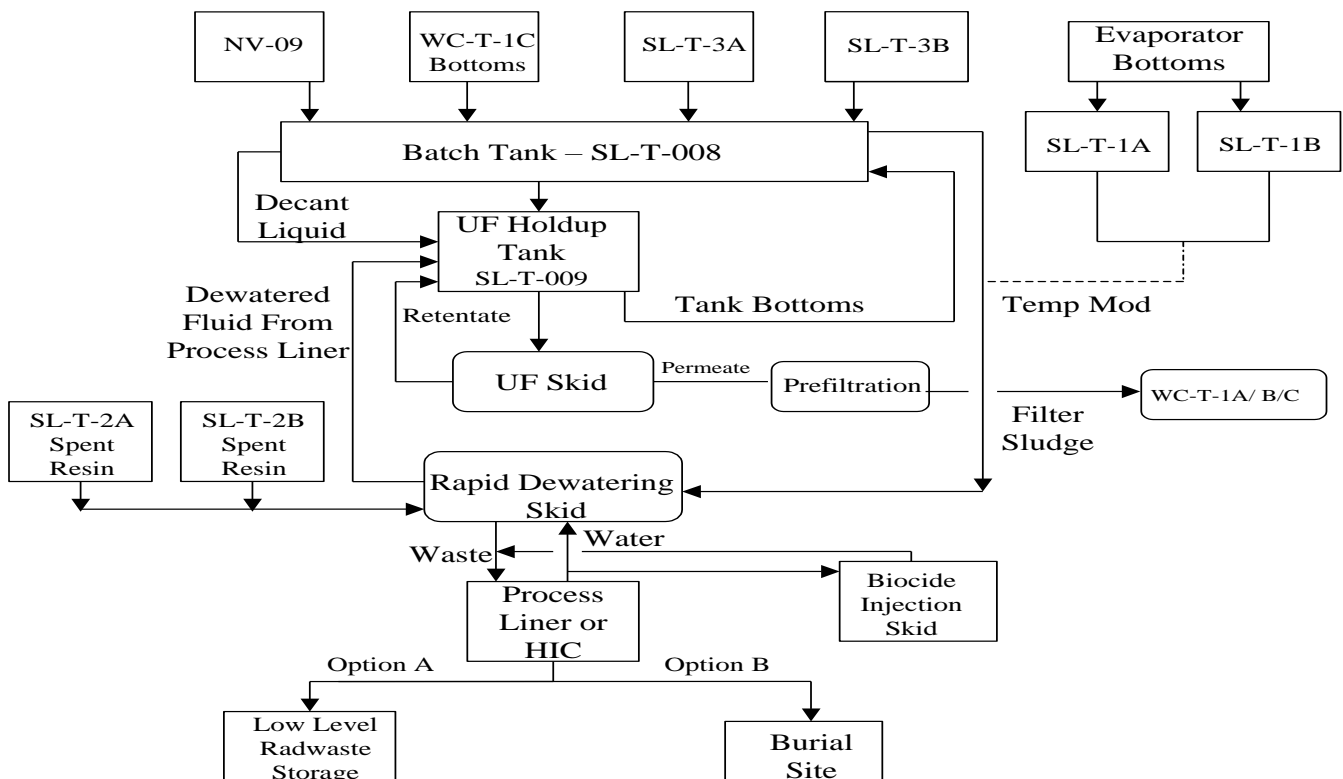 NV-09
WC-T-1C
Bottoms
SL-T-3A
SL-T-3B
Evaporator
Bottoms
Batch Tank – SL-T-008
SL-T-1A
SL-T-1B
Decant
Liquid
UF Holdup
Tank
SL-T-009
Dewatered
Fluid From
Process Liner
Retentate
Tank Bottoms
Temp Mod
UF Skid
Permeate
Prefiltration
WC-T-1A/ B/C
Filter
Sludge
SL-T-2A
Spent
Resin
SL-T-2B
Spent
Resin
Rapid Dewatering
Skid
Waste
Water
Process
Liner or
HIC
Biocide
Injection
Skid
Option A
Option B
Low Level
Radwaste
Storage
Burial
Site